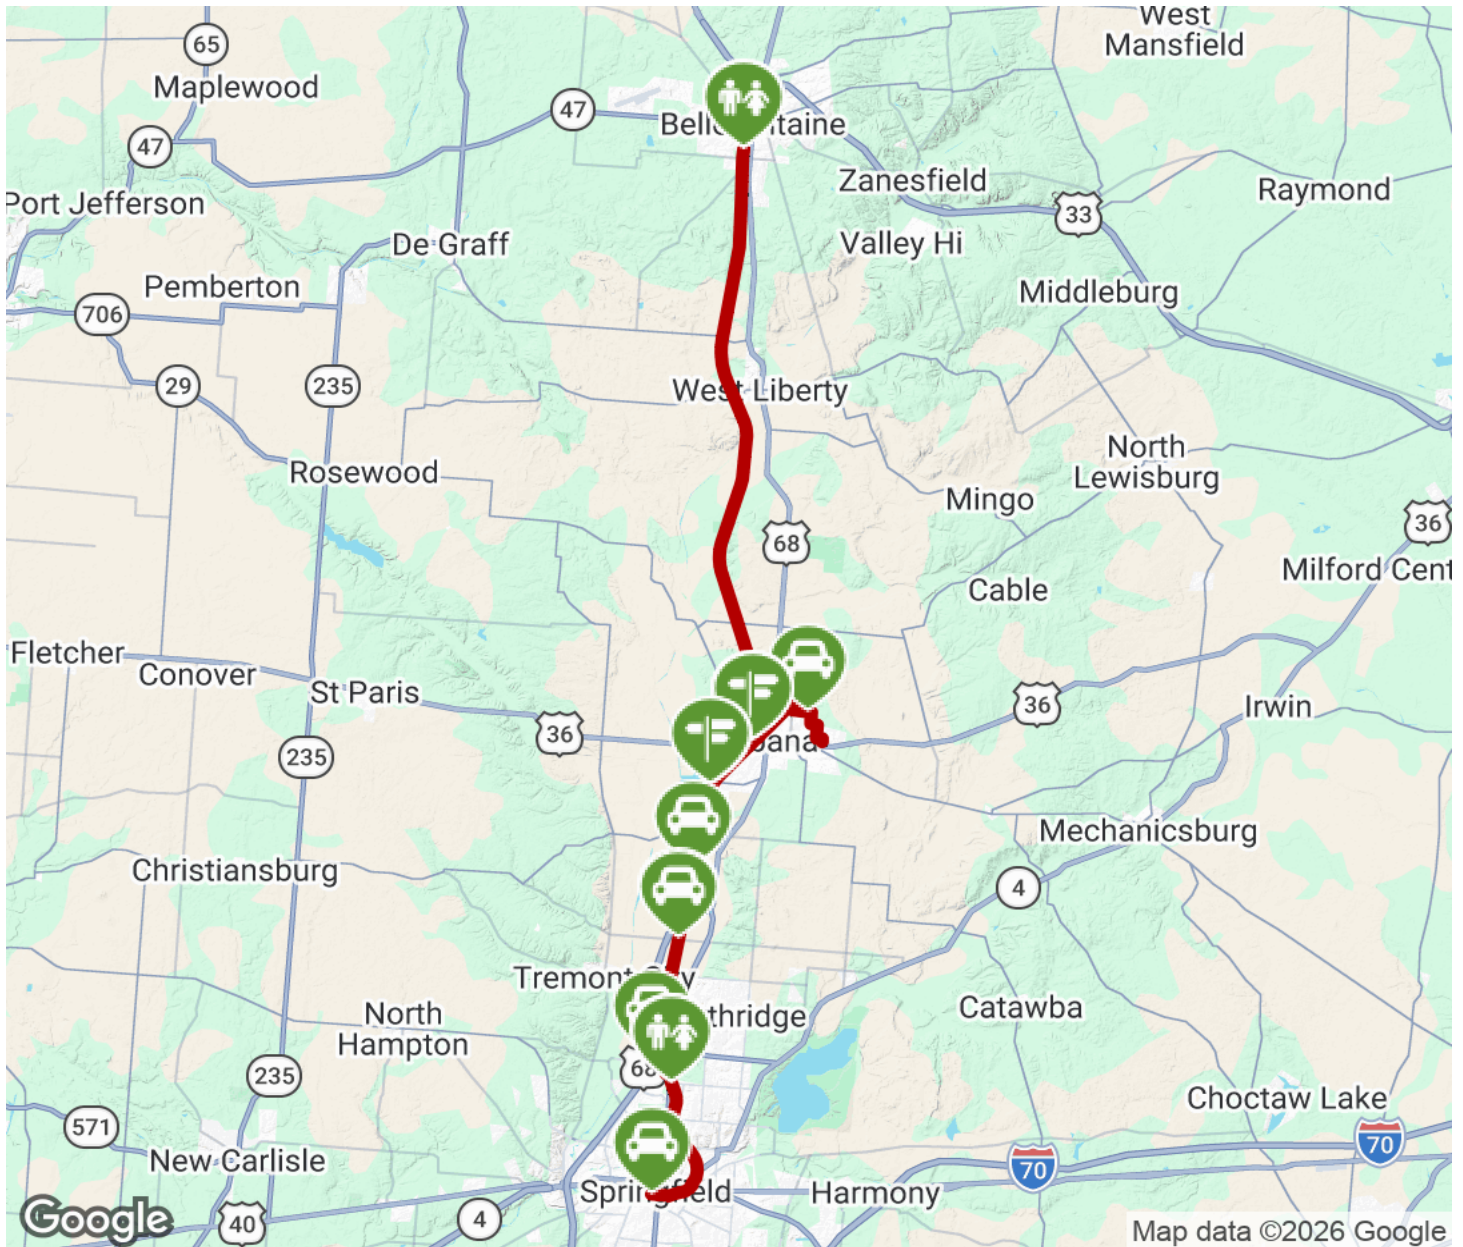 West
Mansfield
65
Maplewood
47
47
Zanesfield
Raymond
33
Port Jefferson
De Graff
Valley Hi
Pemberton
Middleburg
706
29
235
West Liberty
North
Lewisburg
Rosewood
Mingo
36
68
Milford Cent
Cable
Fletcher
Conover
St Paris
36
Irwin
36
235
Mechanicsburg
Christiansburg
4
Tremont
North
Hampton
Catawba
68
235
Choctaw Lake
571
New Carlisle
70
70
Springfield
Harmony
40
4
Google
Map data ©2026 Google